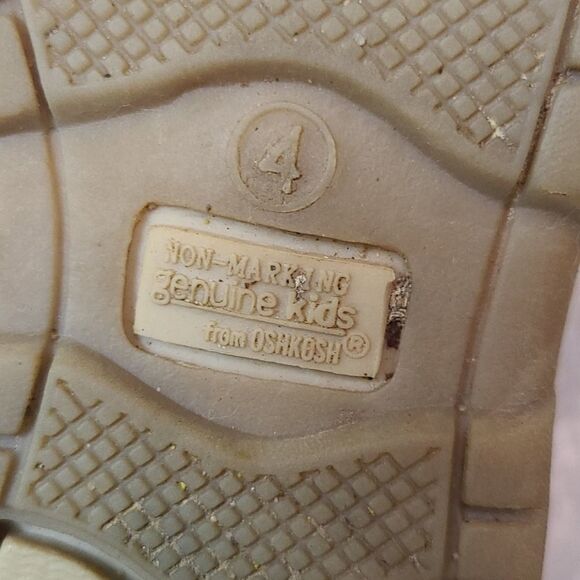 4
NON-MARKING
genuine kids
from OSHKOSH®